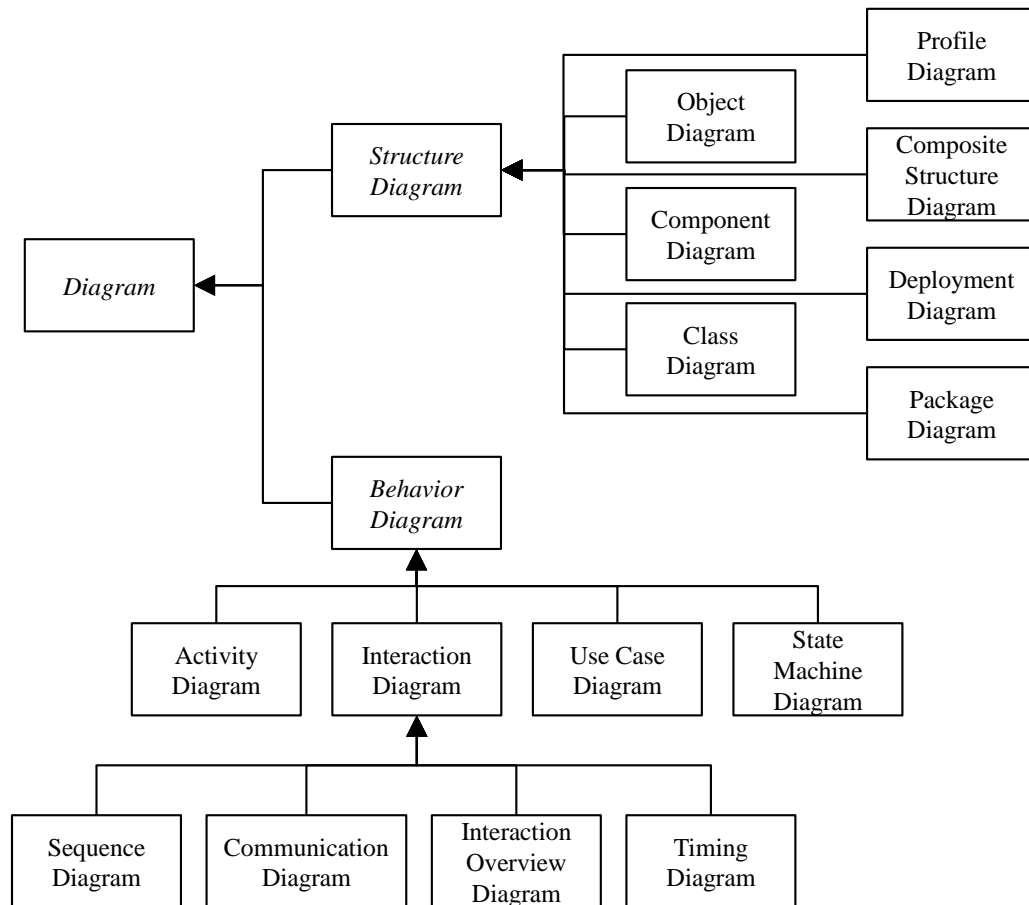 Profile
Diagram
Object
Diagram
Structure
Diagram
Composite
Structure
Diagram
Component
Diagram
Diagram
Deployment
Diagram
Class
Diagram
Package
Diagram
Behavior
Diagram
Activity
Diagram
Interaction
Diagram
Use Case
Diagram
State
Machine
Diagram
Sequence
Diagram
Communication
Diagram
Interaction
Overview
Diagram
Timing
Diagram